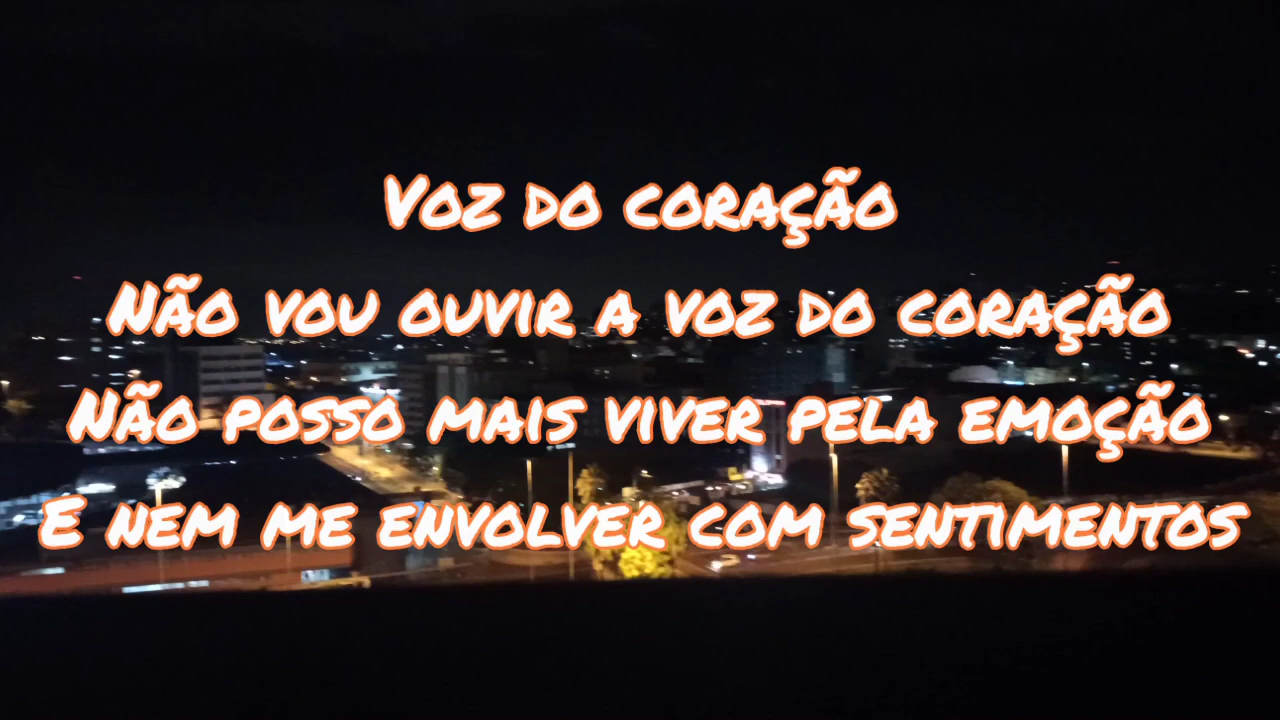 Voz do coração
Não vou ouvir a voz do coração
Não posso mais viver pela emoção
E nem me envolver com sentimentos